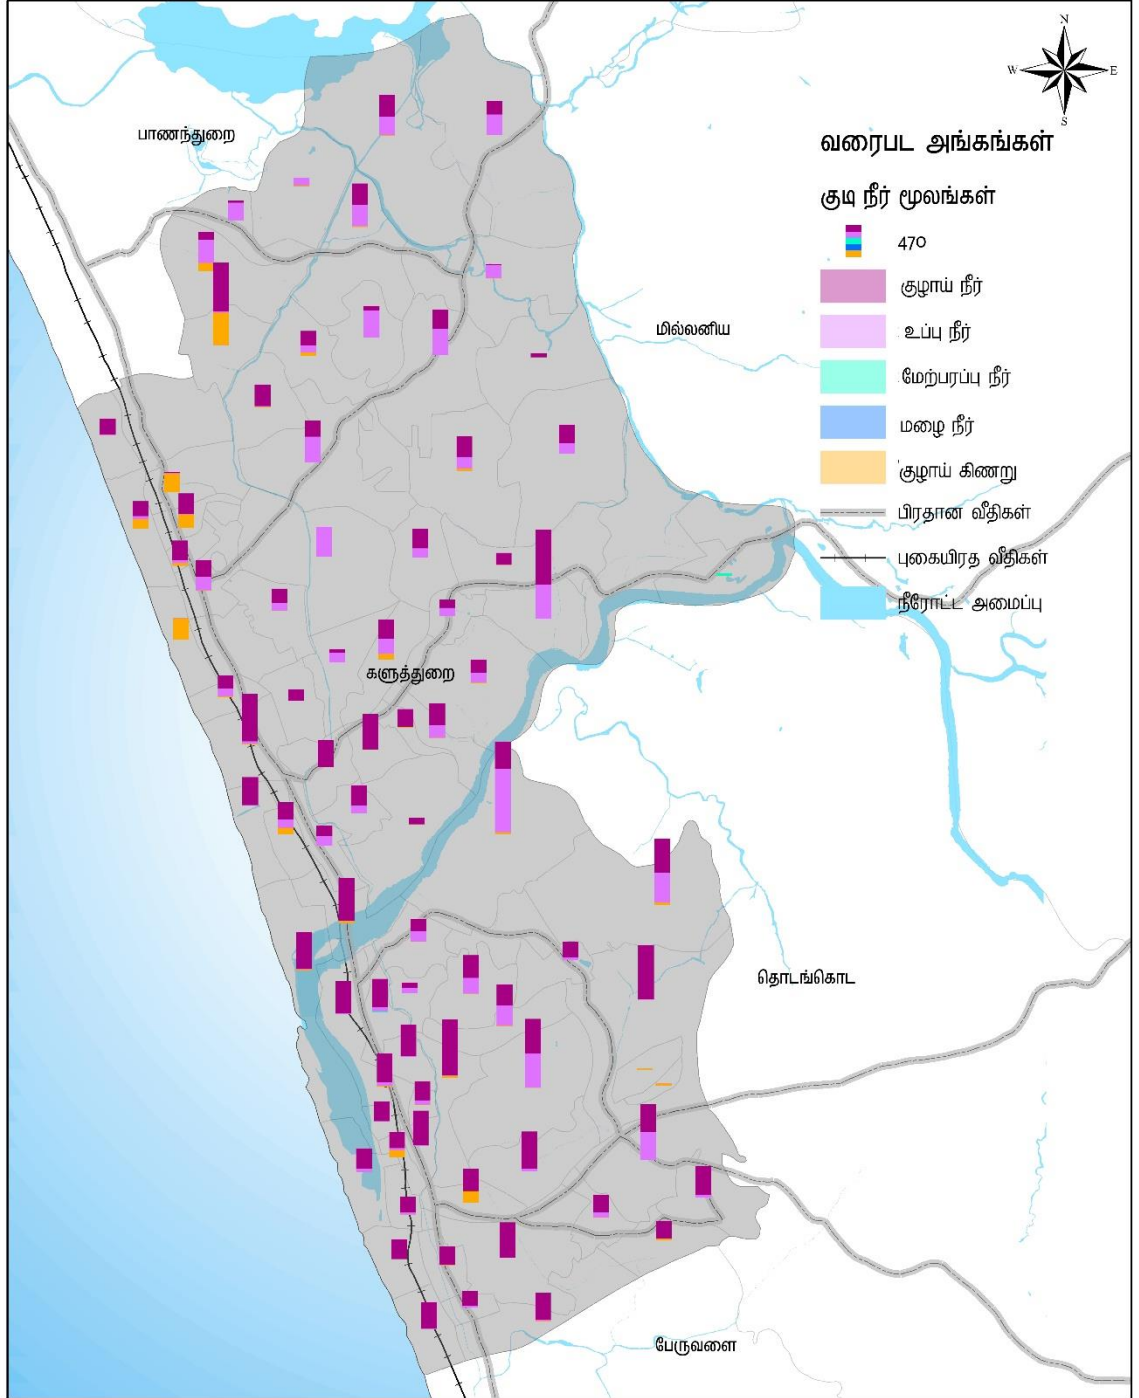 N
W E
S
பாணந்துறை
வரைபட அங்கங்கள்
குடி நீர் மூலங்கள்
470
குழாய் நீர்
உப்பு நீர்
மில்லனிய
மேற்பரப்பு நீர்
மழை நீர்
குழாய் கிணறு
பிரதான வீதிகள்
புகையிரத வீதிகள்
நீரோட்ட அமைப்பு
களுத்துறை
தொடங்கொட
பேருவளை